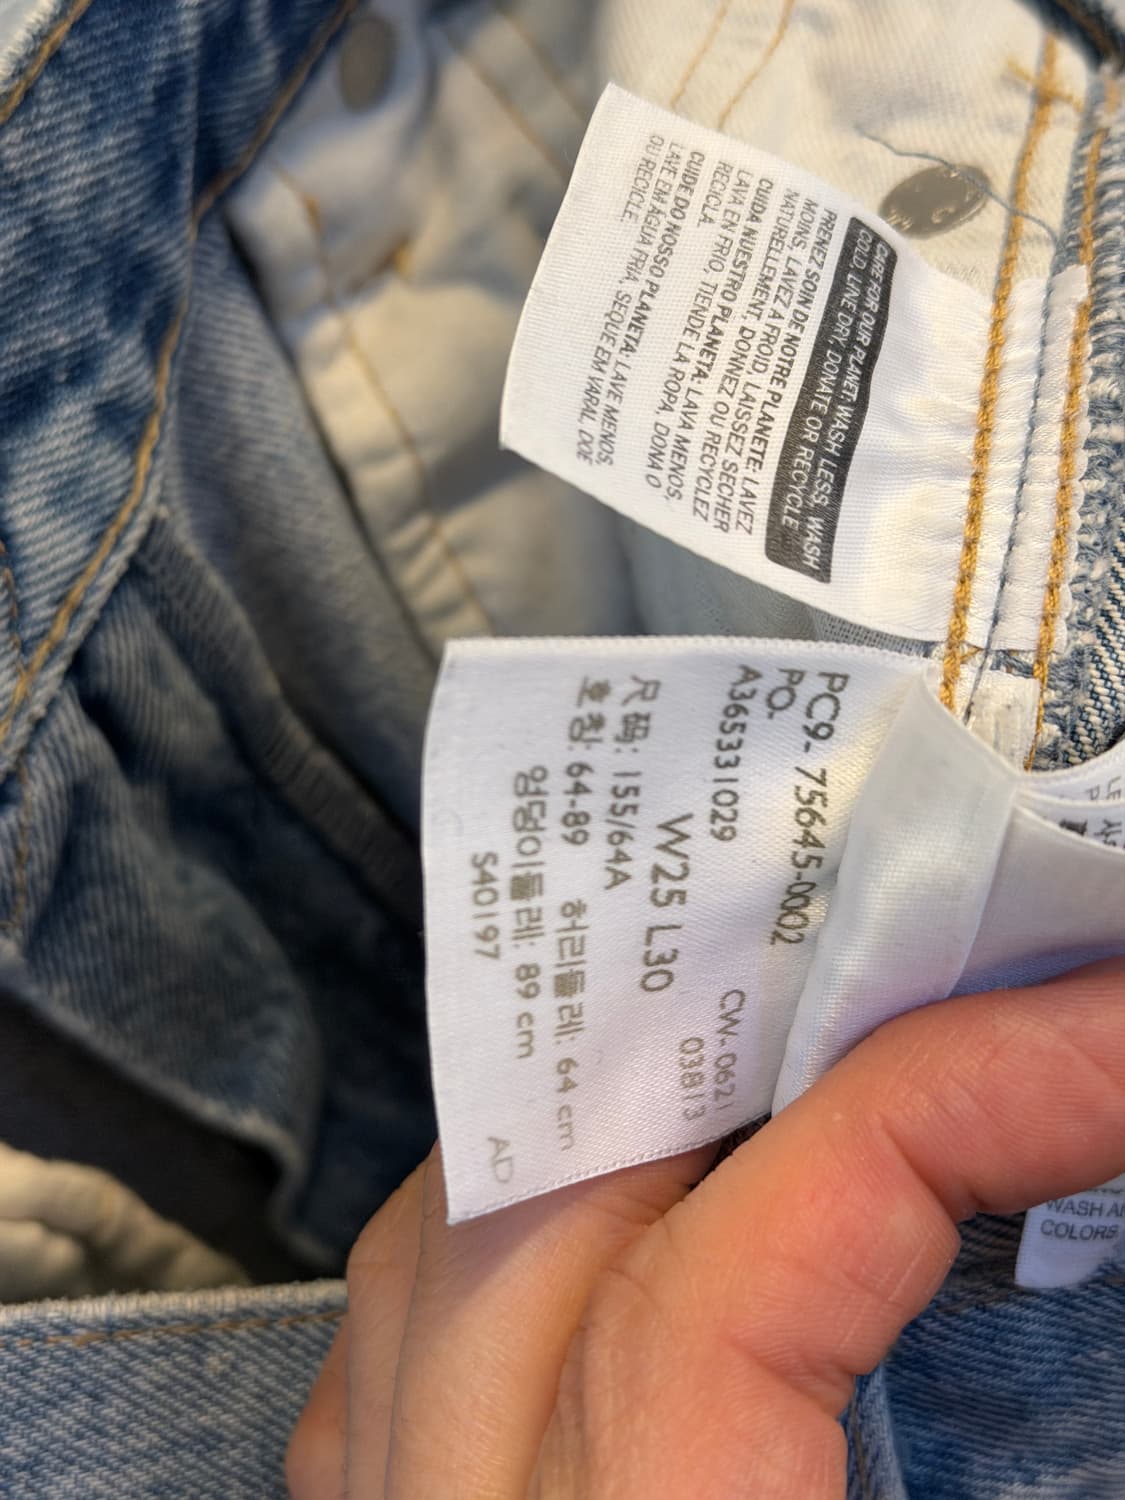 CARE FOR OUR PLANET: WASH LESS, WASH
COLD, LINE DRY, DONATE OR RECYCLE
PRENEZ SOIN DE NOTRE PLANETE: LAVEZ
MOINS, LAVEZ A FROID, LAISSEZ SECHER
NATURELLEMENT, DONNEZ OU RECYCLEZ
CUIDA NUESTRO PLANETA: LAVA MENOS,
LAVA EN FRIO, TIENDE LA ROPA, DONA O
RECICLA.
CUIDE DO NOSSO PLANETA: LAVE MENOS,
LAVE EM ÁGUA FRIA, SEQUE EM VARAL, DOE
OU RECICLE.
PC9- 75645-0002
PO- CW- 0621
A365331029 03813
W25 L30
尺码: 155/64A
호칭: 64-89 허리둘레: 64 cm
엉덩이둘레: 89 cm
S40197 AD
WASH
COLORS